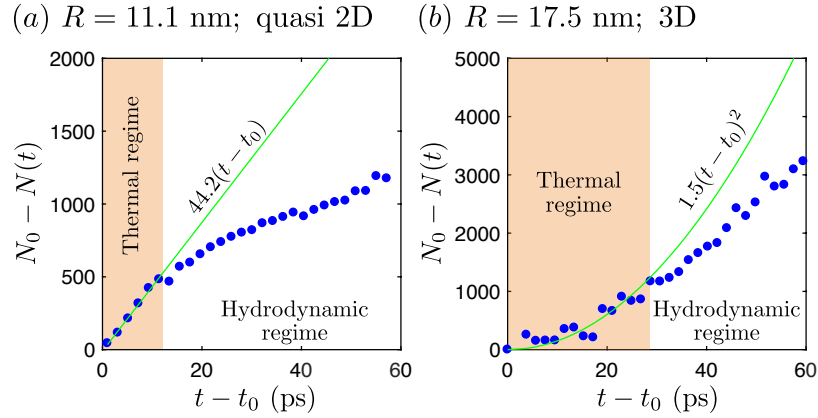 (a) R = 11.1 nm; quasi 2D
2000
1500
1000
500
0
N₀ − N(t)
Thermal regime
44.2(t − t₀)
Hydrodynamic
regime
0
20
40
60
t − t₀ (ps)
(b) R = 17.5 nm; 3D
5000
4000
3000
2000
1000
0
N₀ − N(t)
Thermal
regime
1.5(t − t₀)²
Hydrodynamic
regime
0
20
40
60
t − t₀ (ps)